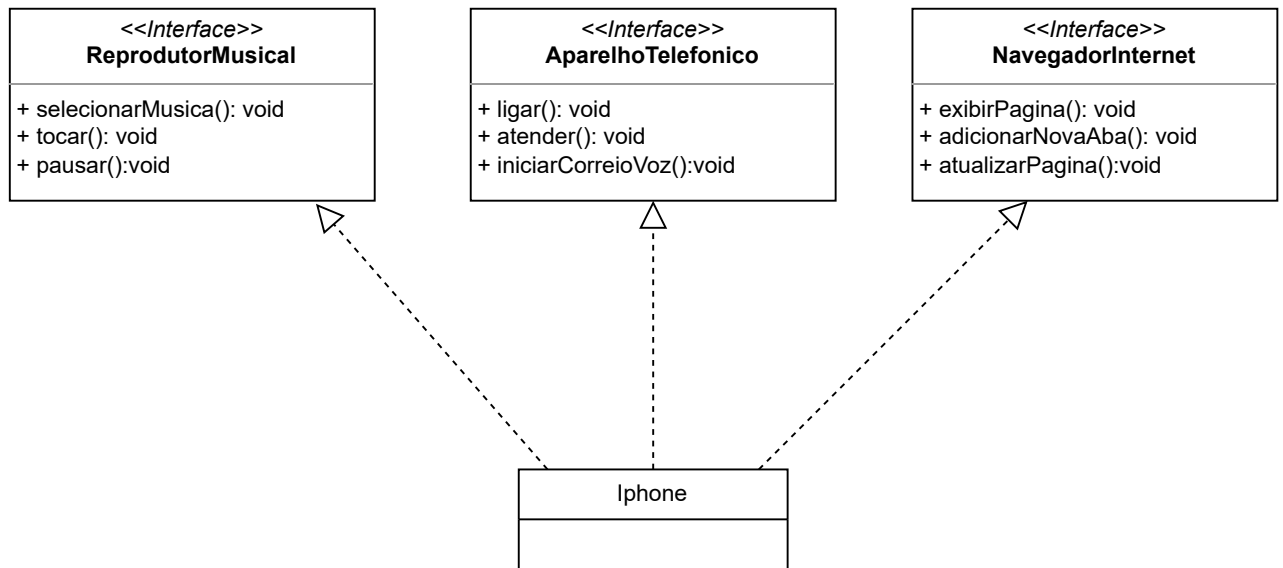 <<Interface>>
ReprodutorMusical
+ selecionarMusica(): void
+ tocar(): void
+ pausar():void
<<Interface>>
AparelhoTelefonico
+ ligar(): void
+ atender(): void
+ iniciarCorreioVoz():void
<<Interface>>
NavegadorInternet
+ exibirPagina(): void
+ adicionarNovaAba(): void
+ atualizarPagina():void
Iphone